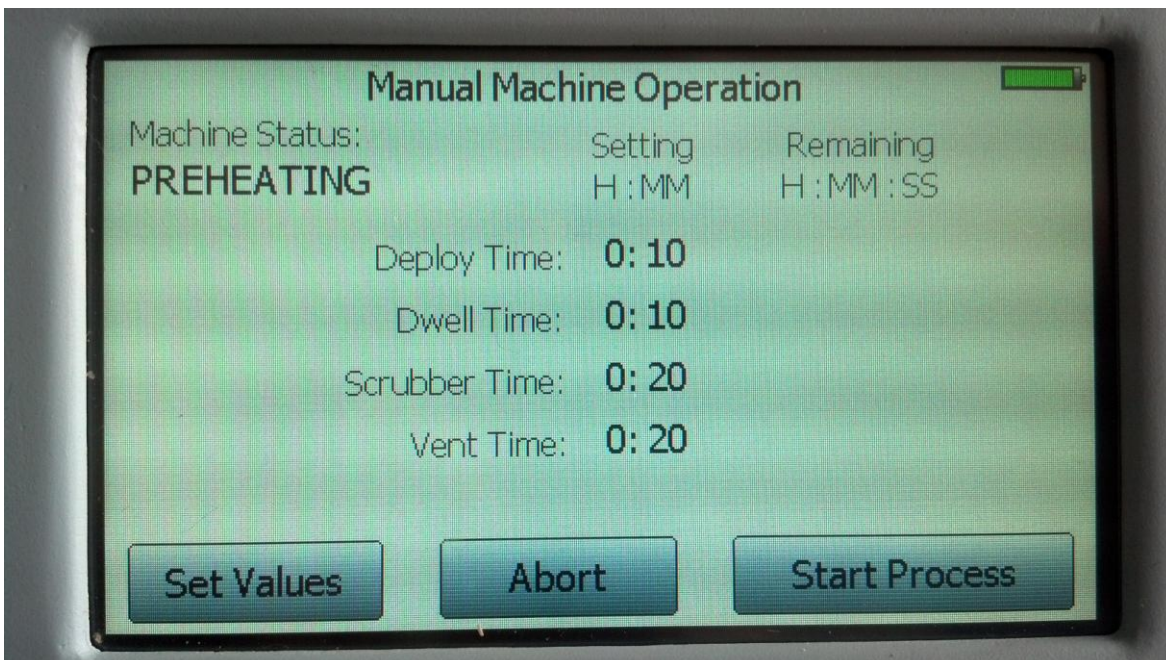 Manual Machine Operation
Machine Status:
PREHEATING
Setting Remaining
H : MM H : MM : SS
Deploy Time: 0: 10
Dwell Time: 0: 10
Scrubber Time: 0: 20
Vent Time: 0: 20
Set Values Abort Start Process